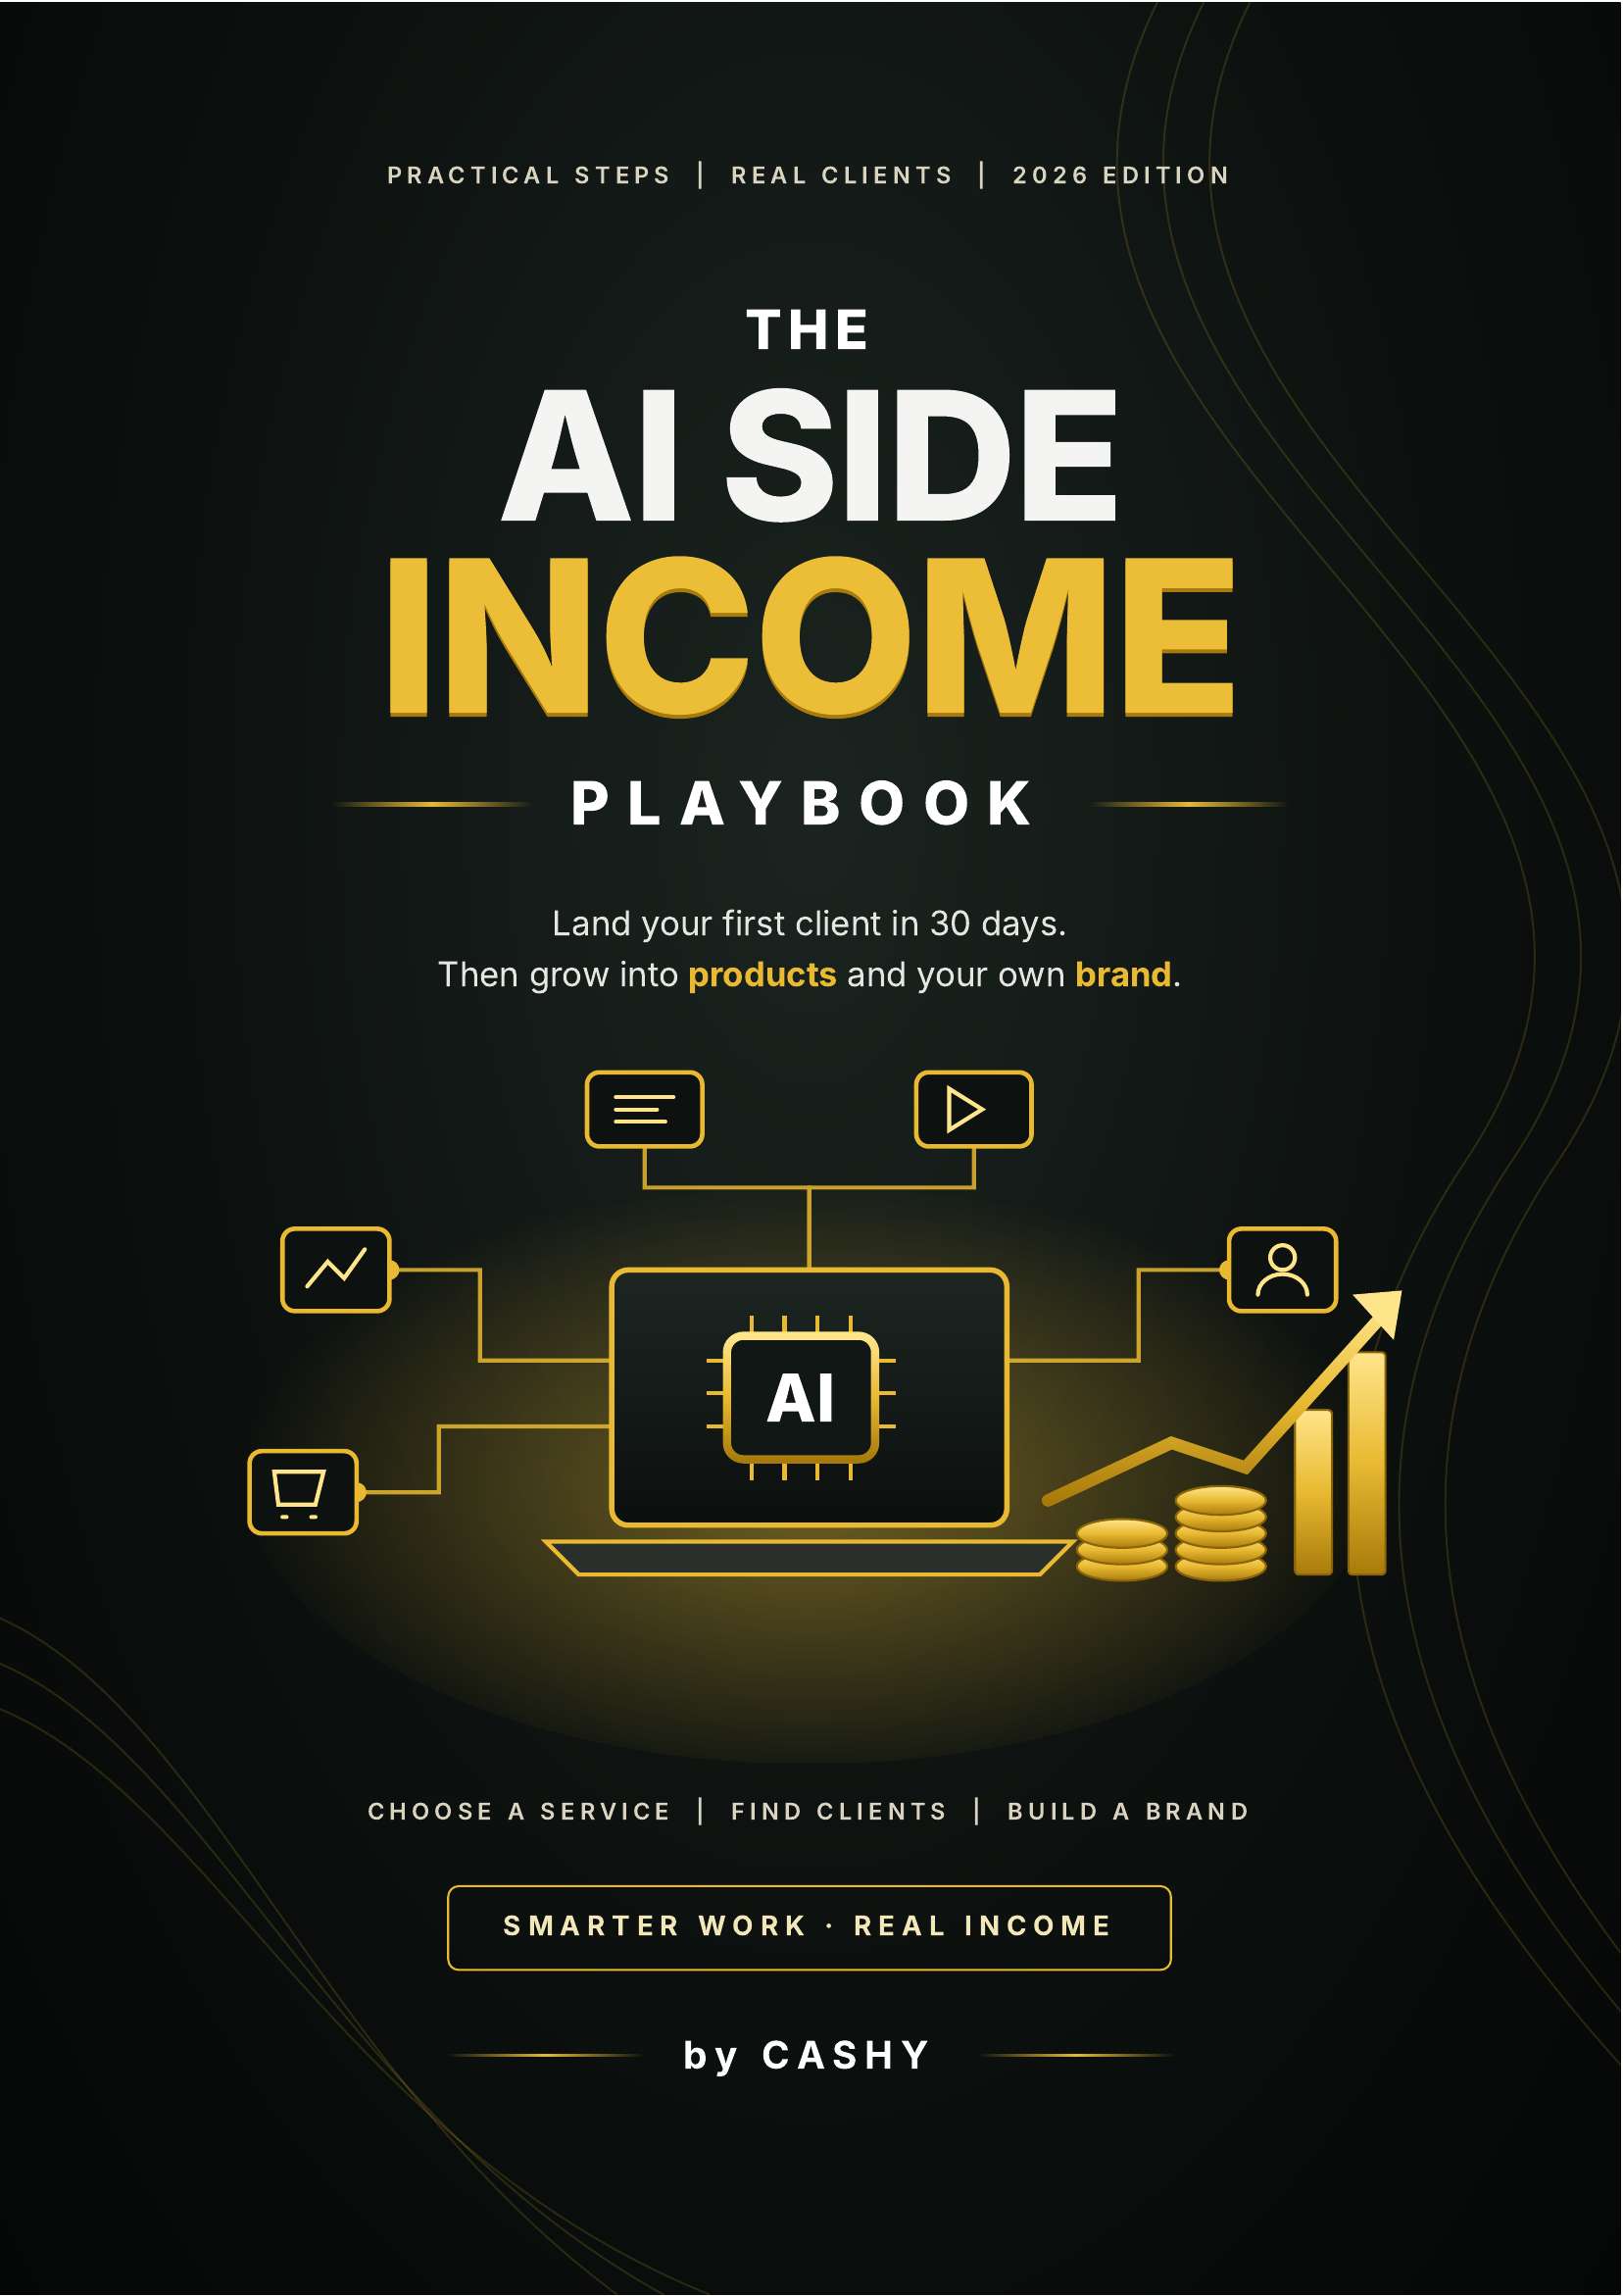 PRACTICAL STEPS | REAL CLIENTS | 2026 EDITION
THE
AI SIDE
INCOME
PLAYBOOK
Land your first client in 30 days.
Then grow into products and your own brand.
AI
CHOOSE A SERVICE | FIND CLIENTS | BUILD A BRAND
SMARTER WORK · REAL INCOME
by CASHY